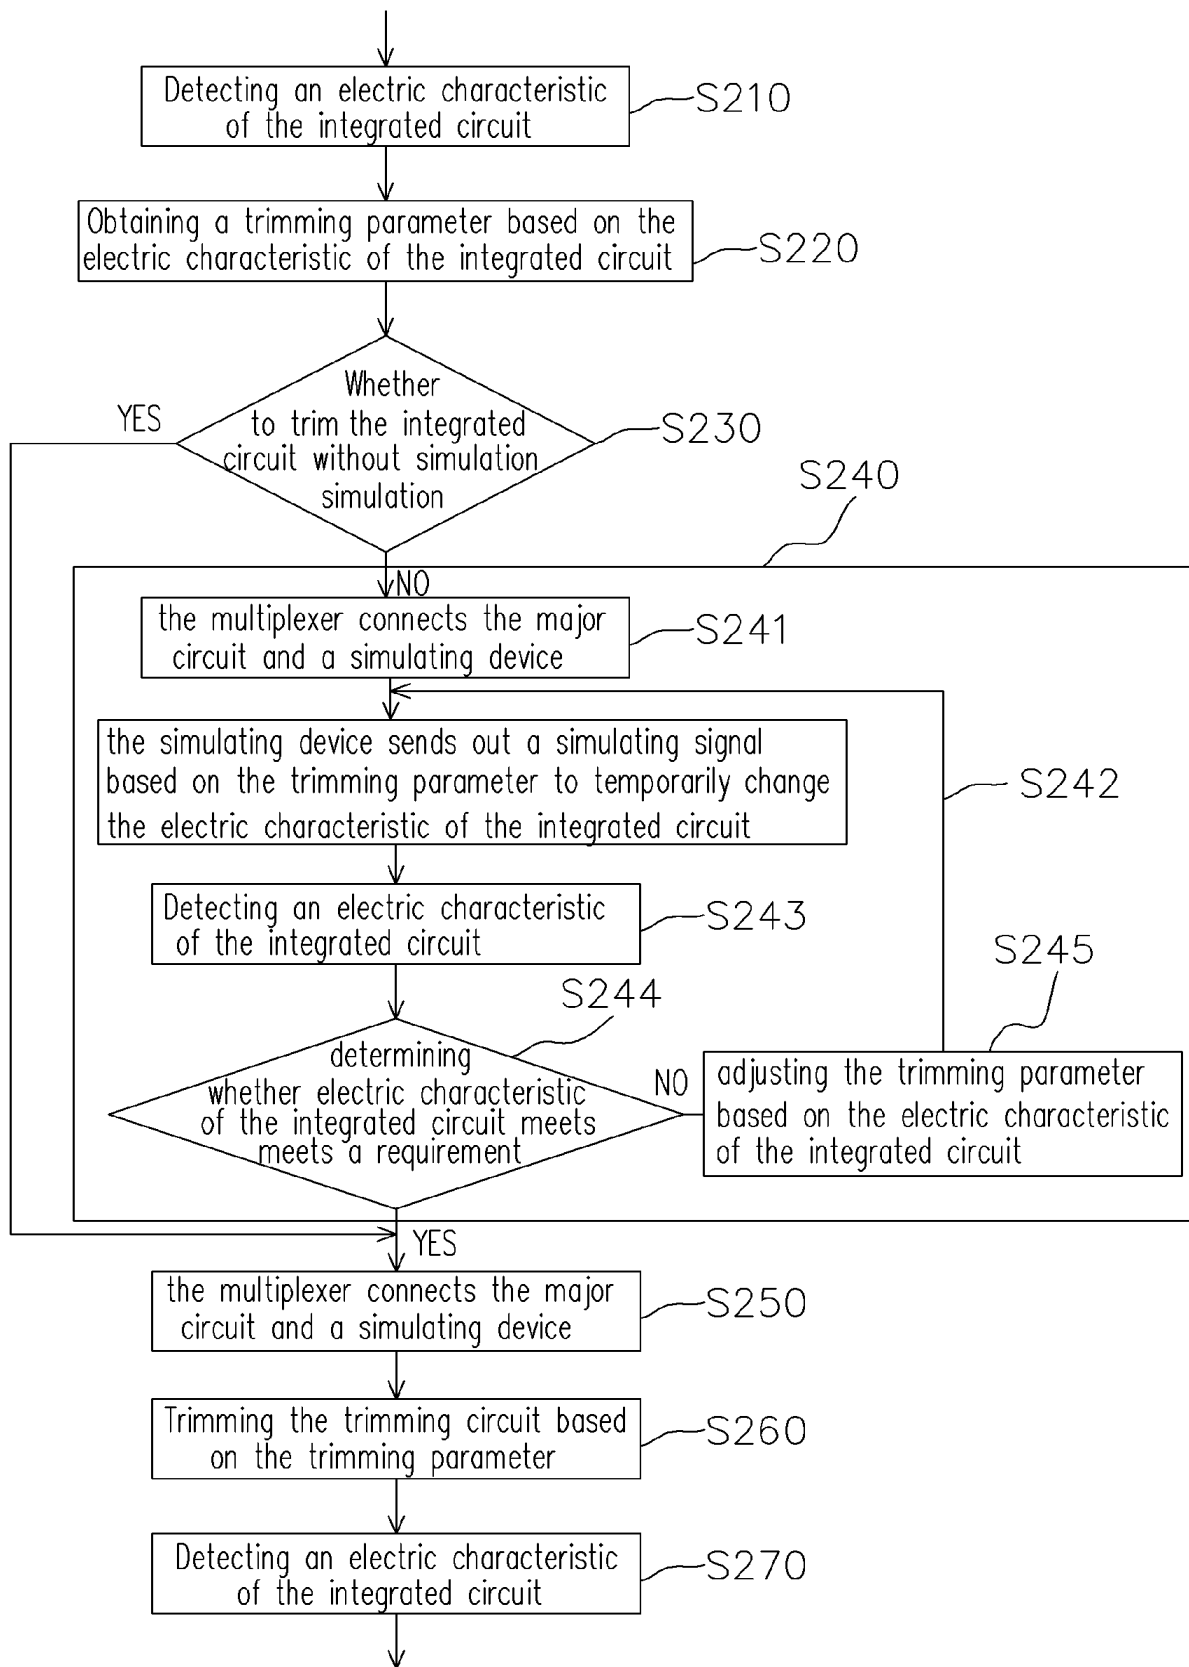 Detecting an electric characteristic
of the integrated circuit
S210
Obtaining a trimming parameter based on the
electric characteristic of the integrated circuit
S220
Whether
to trim the integrated
circuit without simulation
simulation
YES
S230
S240
NO
the multiplexer connects the major
circuit and a simulating device
S241
the simulating device sends out a simulating signal
based on the trimming parameter to temporarily change
the electric characteristic of the integrated circuit
S242
Detecting an electric characteristic
of the integrated circuit
S243
S244
determining
whether electric characteristic
of the integrated circuit meets
meets a requirement
NO
S245
adjusting the trimming parameter
based on the electric characteristic
of the integrated circuit
YES
the multiplexer connects the major
circuit and a simulating device
S250
Trimming the trimming circuit based
on the trimming parameter
S260
Detecting an electric characteristic
of the integrated circuit
S270